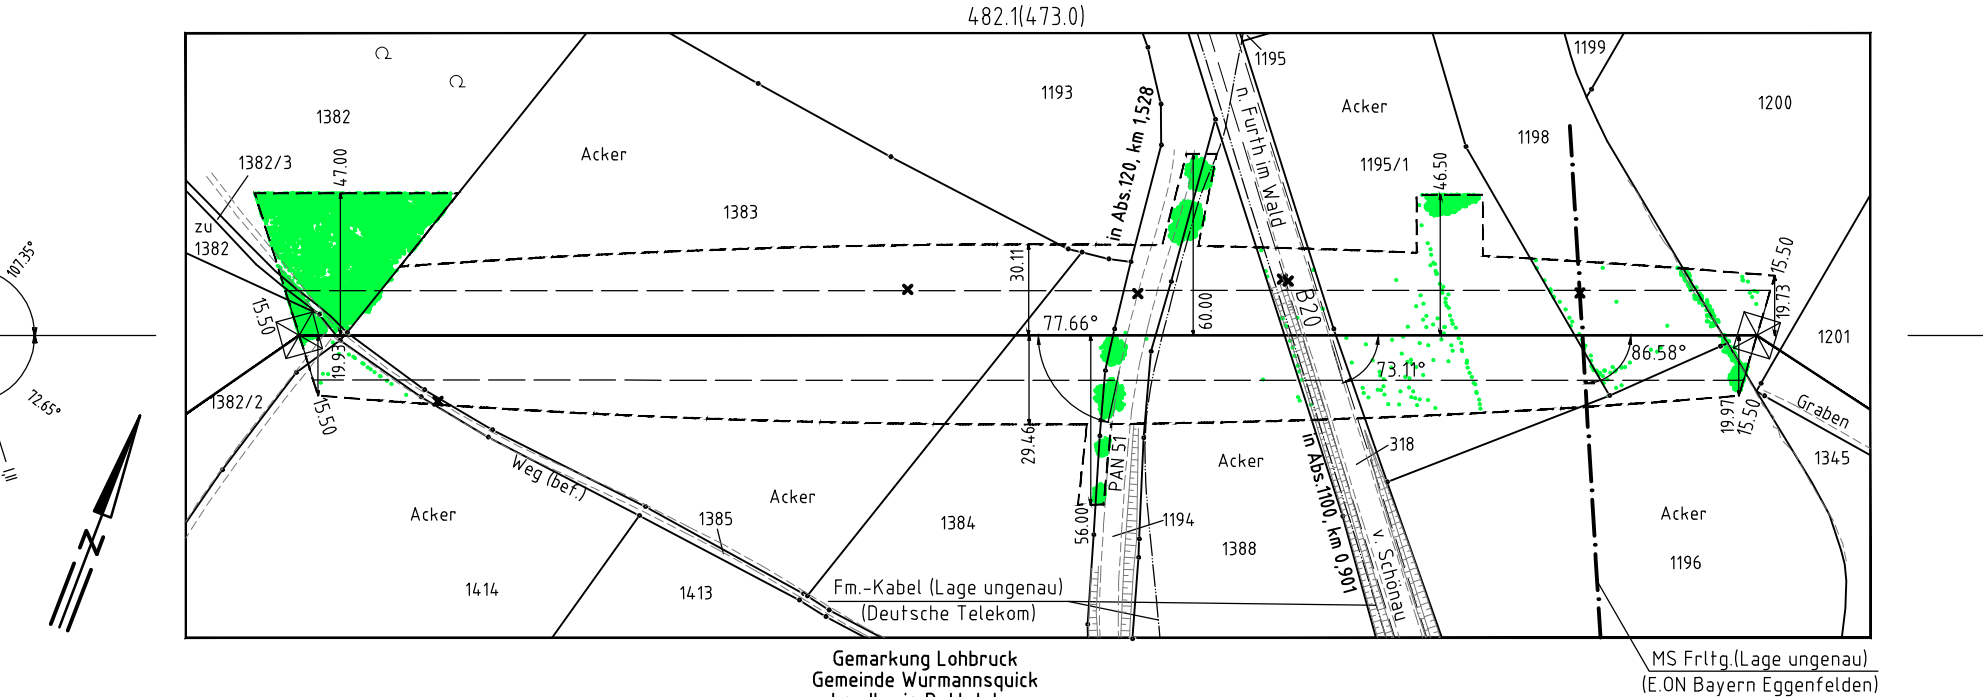 482.1(473.0)
1382
1382/3
zu
1382
1382/2
107.35°
72.65°
N
47.00
15.50
19.93
15.50
Acker
1383
1193
in Abs.120, km 1,528
30.11
77.66°
29.46
60.00
56.00
PAN 51
1195
n. Furth im Wald
B20
Acker
1195/1
46.50
1198
1199
1200
15.50
19.73
1201
86.58°
73.11°
19.97
15.50
Graben
1345
318
in Abs.1100, km 0,901
v. Schönau
Acker
1388
1194
Acker
1196
Weg (bef.)
Acker
1414
1385
1413
Acker
1384
Fm.-Kabel (Lage ungenau)
(Deutsche Telekom)
Gemarkung Lohbruck
Gemeinde Wurmannsquick
MS Frltg.(Lage ungenau)
(E.ON Bayern Eggenfelden)